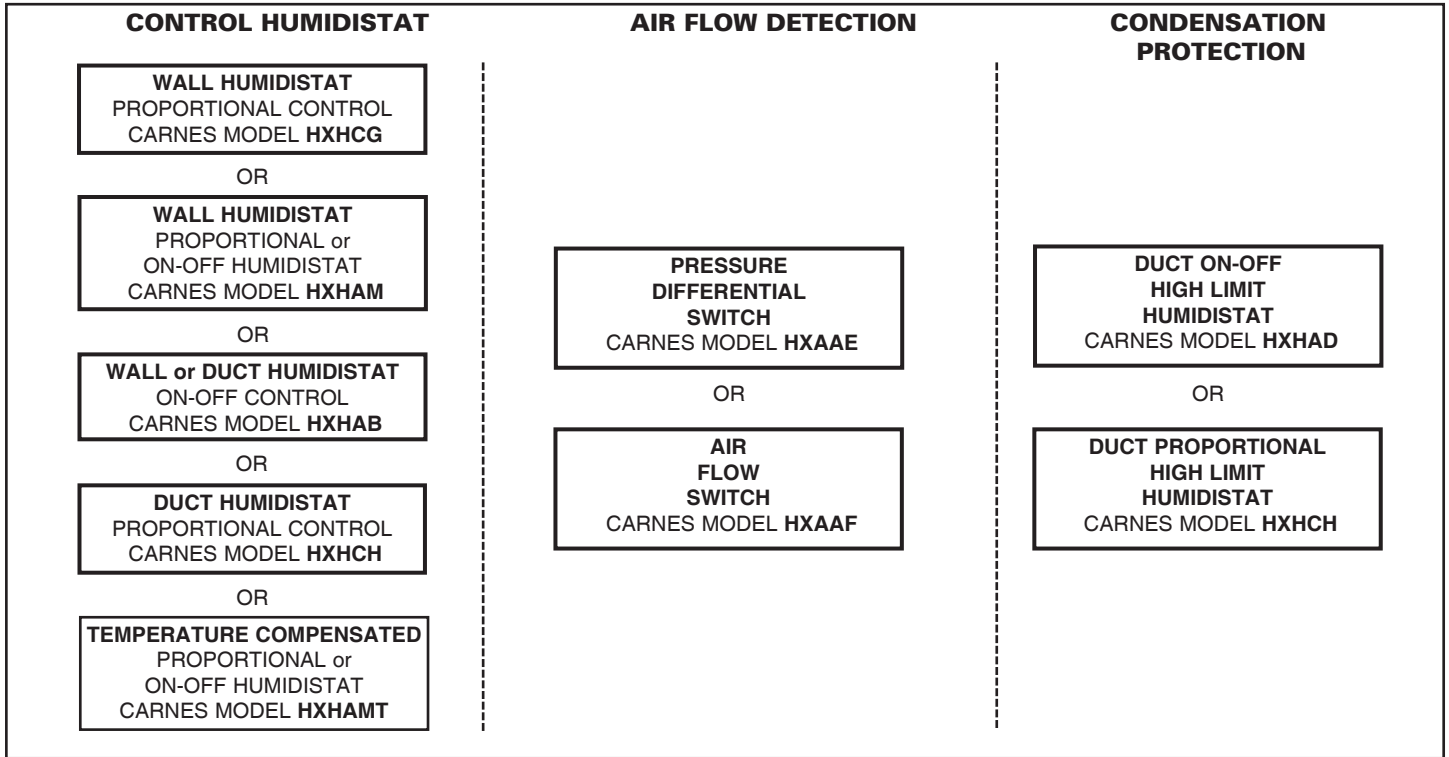 CONTROL HUMIDISTAT
WALL HUMIDISTAT
PROPORTIONAL CONTROL
CARNES MODEL HXHCG
OR
WALL HUMIDISTAT
PROPORTIONAL or
ON-OFF HUMIDISTAT
CARNES MODEL HXHAM
OR
WALL or DUCT HUMIDISTAT
ON-OFF CONTROL
CARNES MODEL HXHAB
OR
DUCT HUMIDISTAT
PROPORTIONAL CONTROL
CARNES MODEL HXHCH
OR
TEMPERATURE COMPENSATED
PROPORTIONAL or
ON-OFF HUMIDISTAT
CARNES MODEL HXHAMT
AIR FLOW DETECTION
PRESSURE
DIFFERENTIAL
SWITCH
CARNES MODEL HXAAE
OR
AIR
FLOW
SWITCH
CARNES MODEL HXAAF
CONDENSATION
PROTECTION
DUCT ON-OFF
HIGH LIMIT
HUMIDISTAT
CARNES MODEL HXHAD
OR
DUCT PROPORTIONAL
HIGH LIMIT
HUMIDISTAT
CARNES MODEL HXHCH